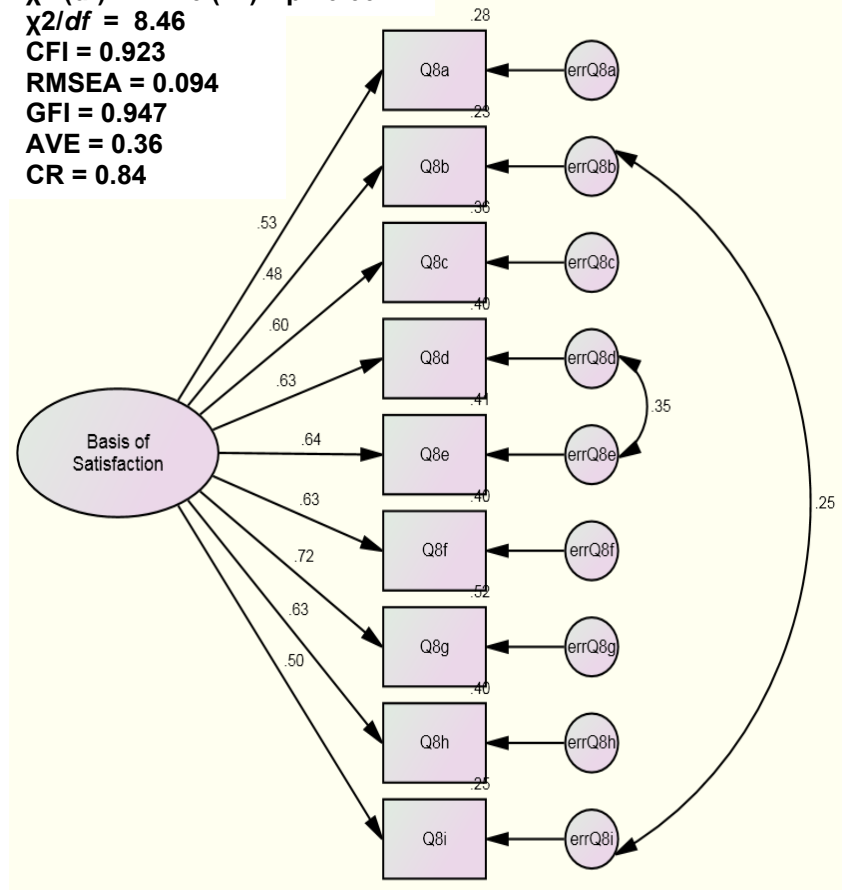 χ2/df = 8.46
CFI = 0.923
RMSEA = 0.094
GFI = 0.947
AVE = 0.36
CR = 0.84
.28
Q8a
errQ8a
.23
Q8b
errQ8b
.36
Q8c
errQ8c
.40
Q8d
errQ8d
.41
Q8e
errQ8e
.40
Q8f
errQ8f
.52
Q8g
errQ8g
.40
Q8h
errQ8h
.25
Q8i
errQ8i
.53
.48
.60
.63
.64
.63
.72
.63
.50
Basis of
Satisfaction
.35
.25